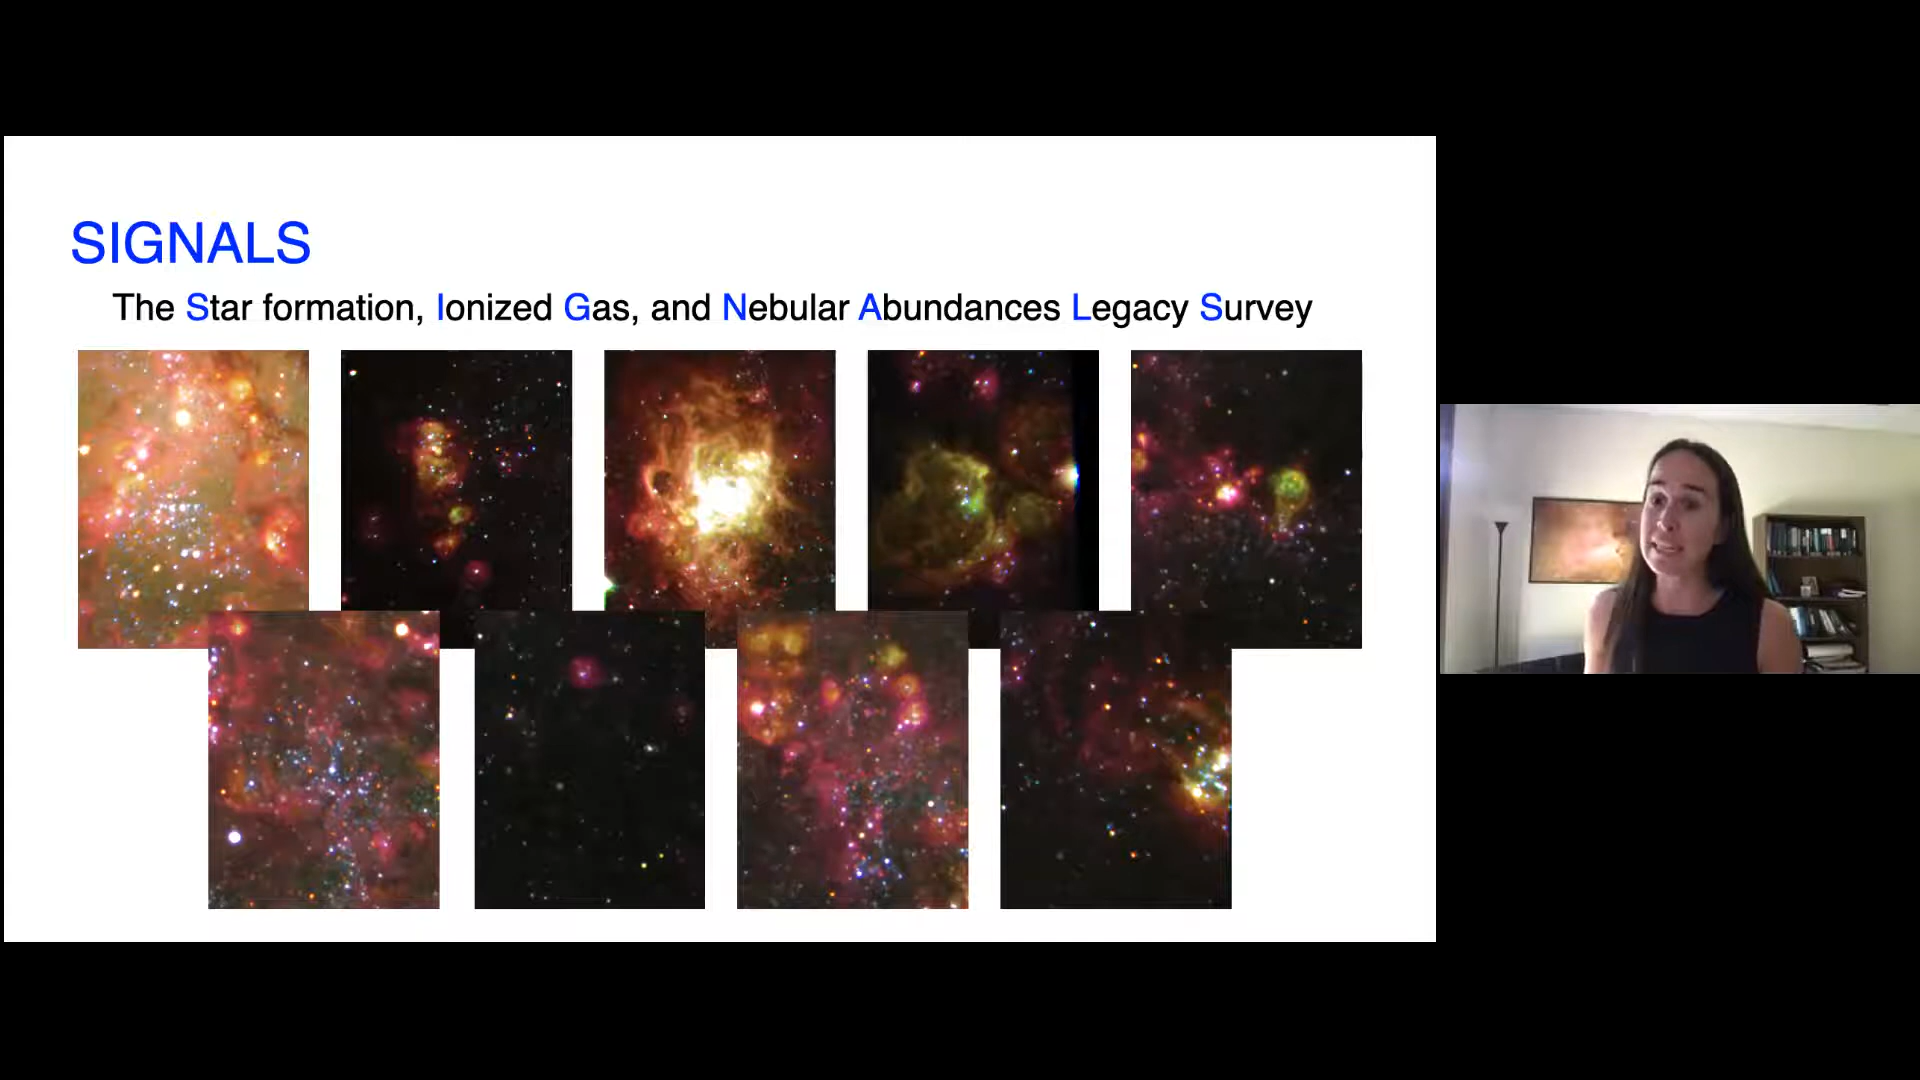 SIGNALS
The Star formation, Ionized Gas, and Nebular Abundances Legacy Survey